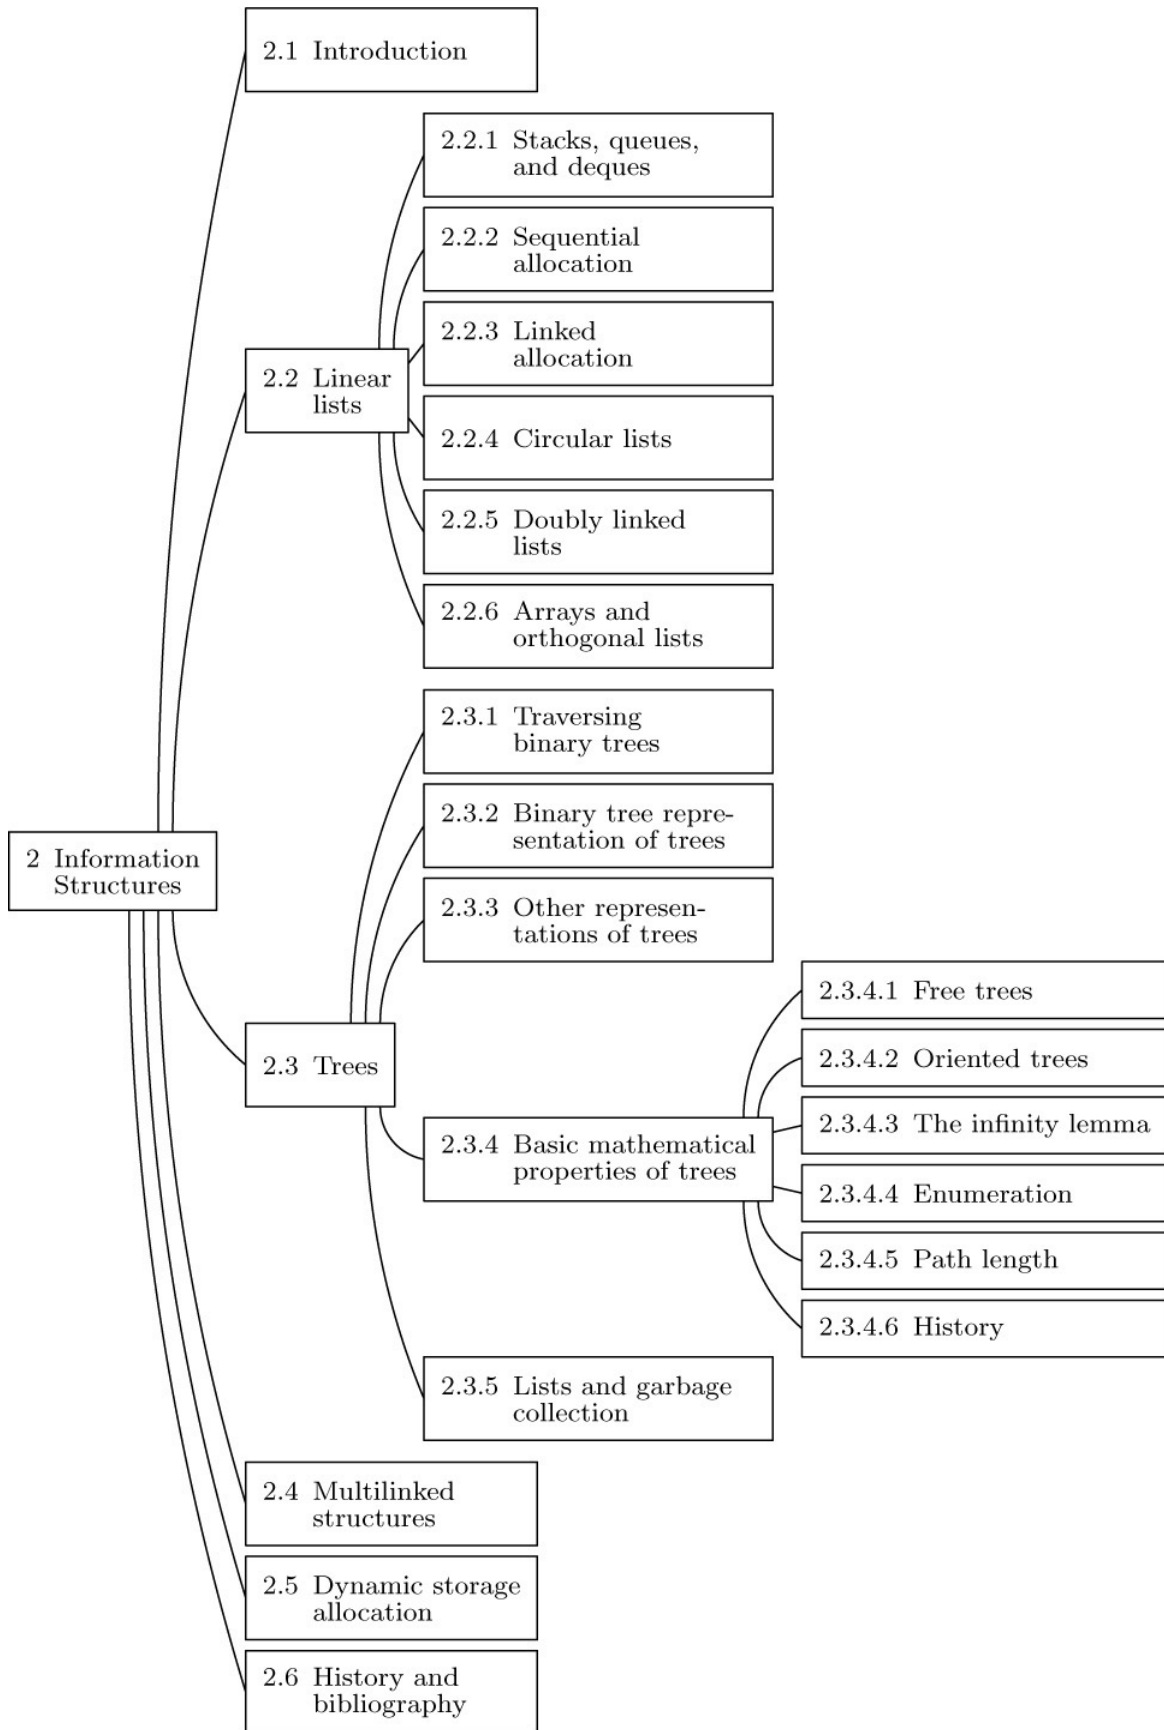 2.1 Introduction
2.2.1 Stacks, queues,
and deques
2.2.2 Sequential
allocation
2.2.3 Linked
allocation
2.2 Linear
lists
2.2.4 Circular lists
2.2.5 Doubly linked
lists
2.2.6 Arrays and
orthogonal lists
2.3.1 Traversing
binary trees
2.3.2 Binary tree repre-
sentation of trees
2 Information
Structures
2.3.3 Other represen-
tations of trees
2.3 Trees
2.3.4 Basic mathematical
properties of trees
2.3.4.1 Free trees
2.3.4.2 Oriented trees
2.3.4.3 The infinity lemma
2.3.4.4 Enumeration
2.3.4.5 Path length
2.3.4.6 History
2.3.5 Lists and garbage
collection
2.4 Multilinked
structures
2.5 Dynamic storage
allocation
2.6 History and
bibliography